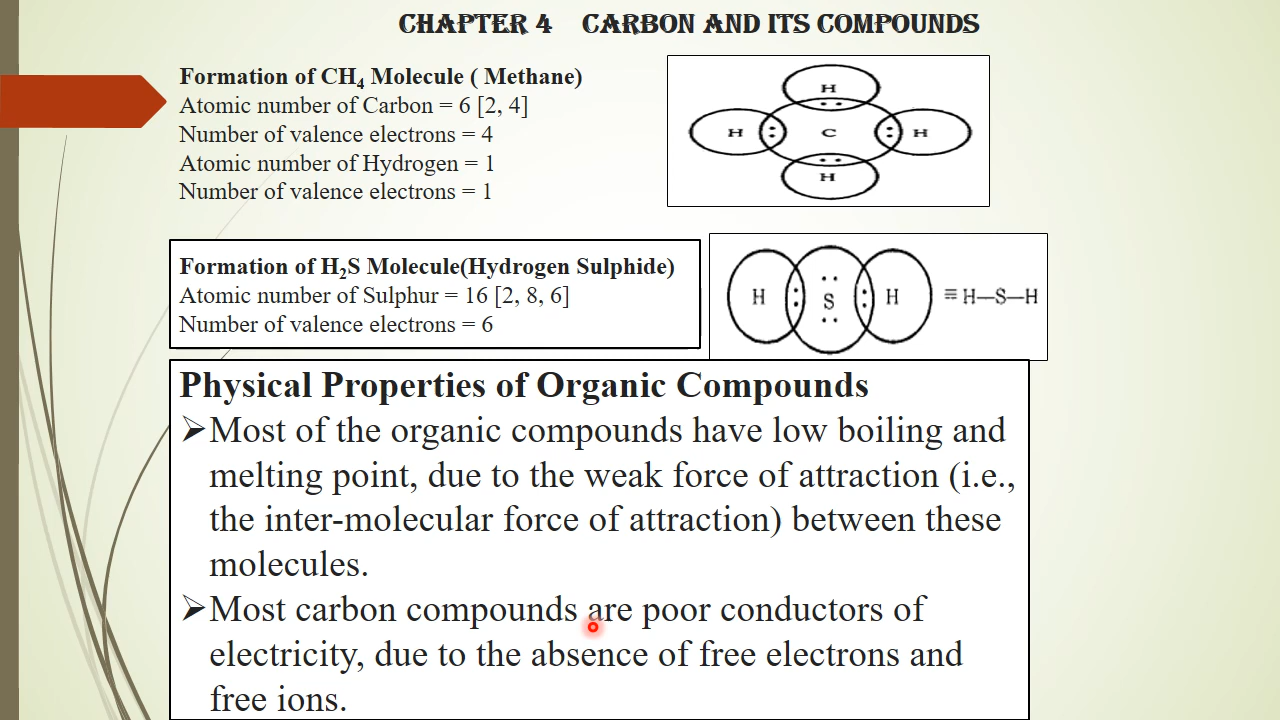 CHAPTER 4 CARBON AND ITS COMPOUNDS
Formation of CH₄ Molecule ( Methane)
Atomic number of Carbon = 6 [2, 4]
Number of valence electrons = 4
Atomic number of Hydrogen = 1
Number of valence electrons = 1
H
H C H
H
Formation of H₂S Molecule(Hydrogen Sulphide)
Atomic number of Sulphur = 16 [2, 8, 6]
Number of valence electrons = 6
H S H ≡ H—S—H
Physical Properties of Organic Compounds
➢Most of the organic compounds have low boiling and
melting point, due to the weak force of attraction (i.e.,
the inter-molecular force of attraction) between these
molecules.
➢Most carbon compounds are poor conductors of
electricity, due to the absence of free electrons and
free ions.